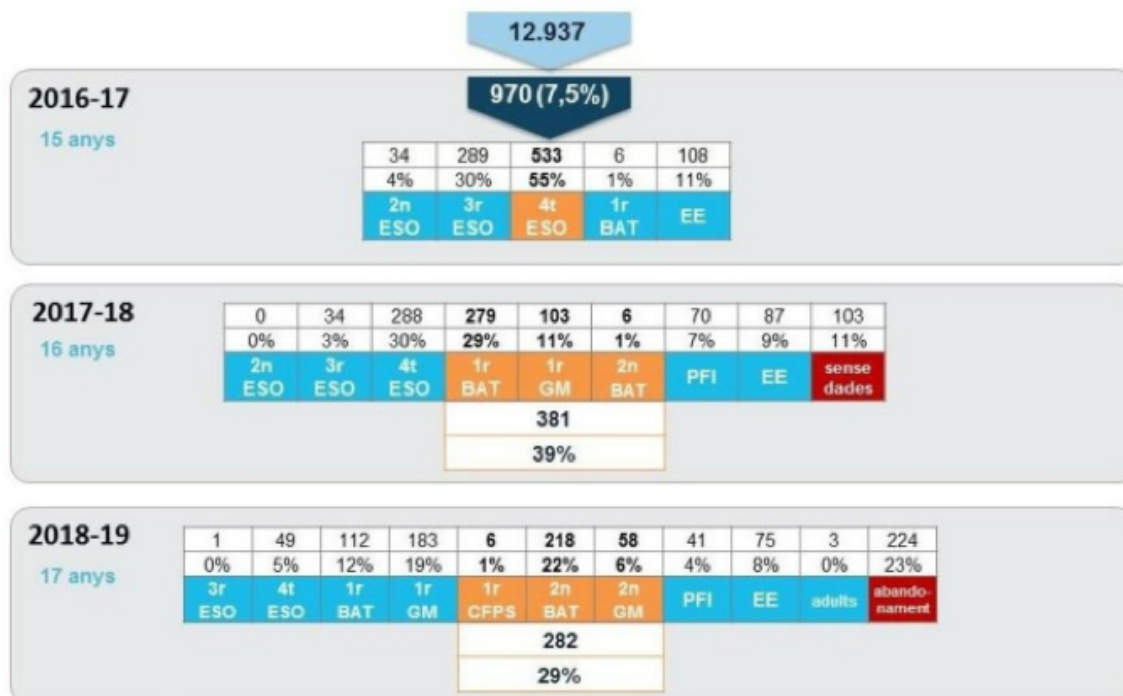 12.937
2016-17
970 (7,5%)
15 anys
34 289 533 6 108
4% 30% 55% 1% 11%
2n 3r 4t 1r EE
ESO ESO ESO BAT
2017-18
16 anys
0 34 288 279 103 6 70 87 103
0% 3% 30% 29% 11% 1% 7% 9% 11%
2n 3r 4t 1r 1r 2n PFI EE sense
ESO ESO ESO BAT GM BAT dades
381
39%
2018-19
17 anys
1 49 112 183 6 218 58 41 75 3 224
0% 5% 12% 19% 1% 22% 6% 4% 8% 0% 23%
3r 4t 1r 1r 1r 2n 2n PFI EE adults abando-
ESO ESO BAT GM CFPS BAT GM nament
282
29%